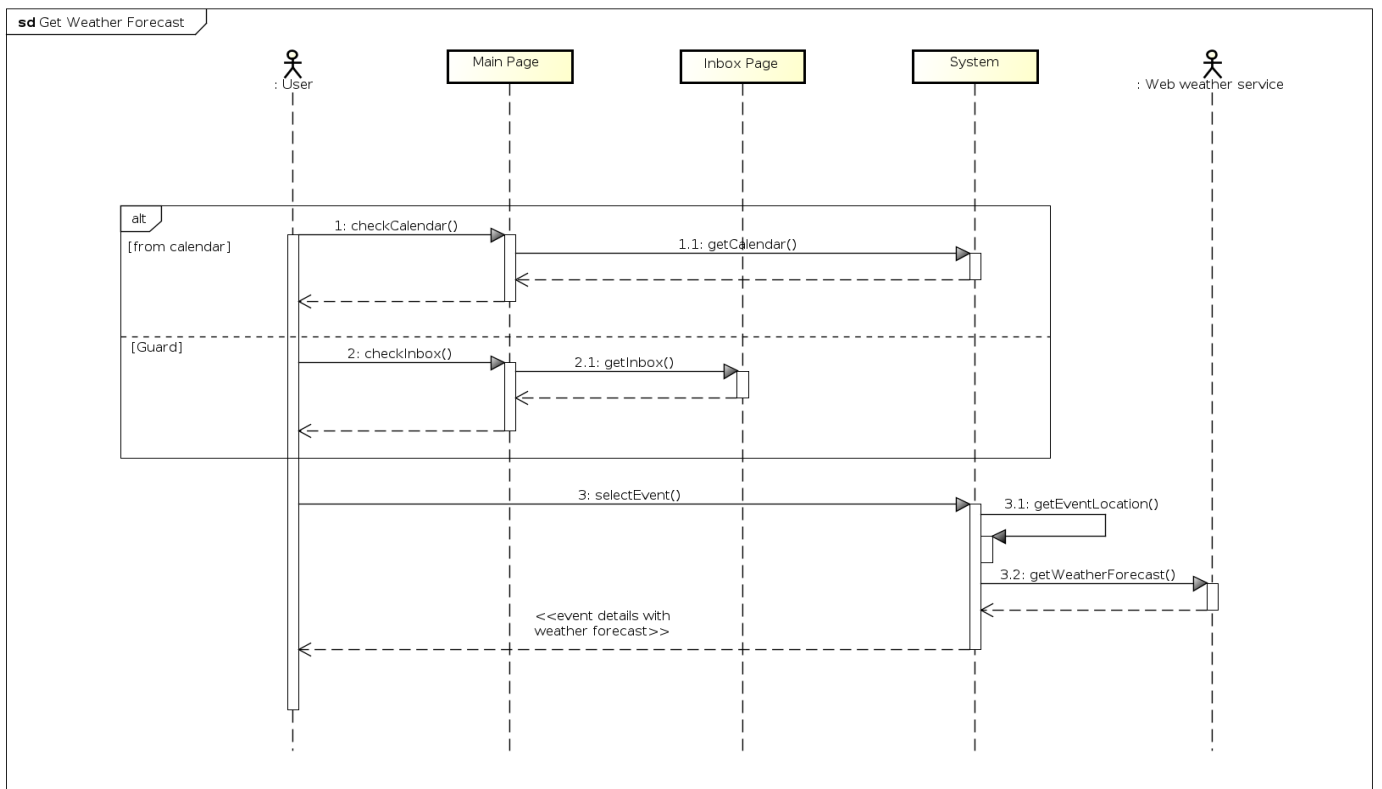 sd Get Weather Forecast
Main Page
Inbox Page
System
: User
: Web weather service
alt
1: checkCalendar()
[from calendar]
1.1: getCalendar()
[Guard]
2: checkInbox()
2.1: getInbox()
3: selectEvent()
3.1: getEventLocation()
3.2: getWeatherForecast()
<<event details with
weather forecast>>